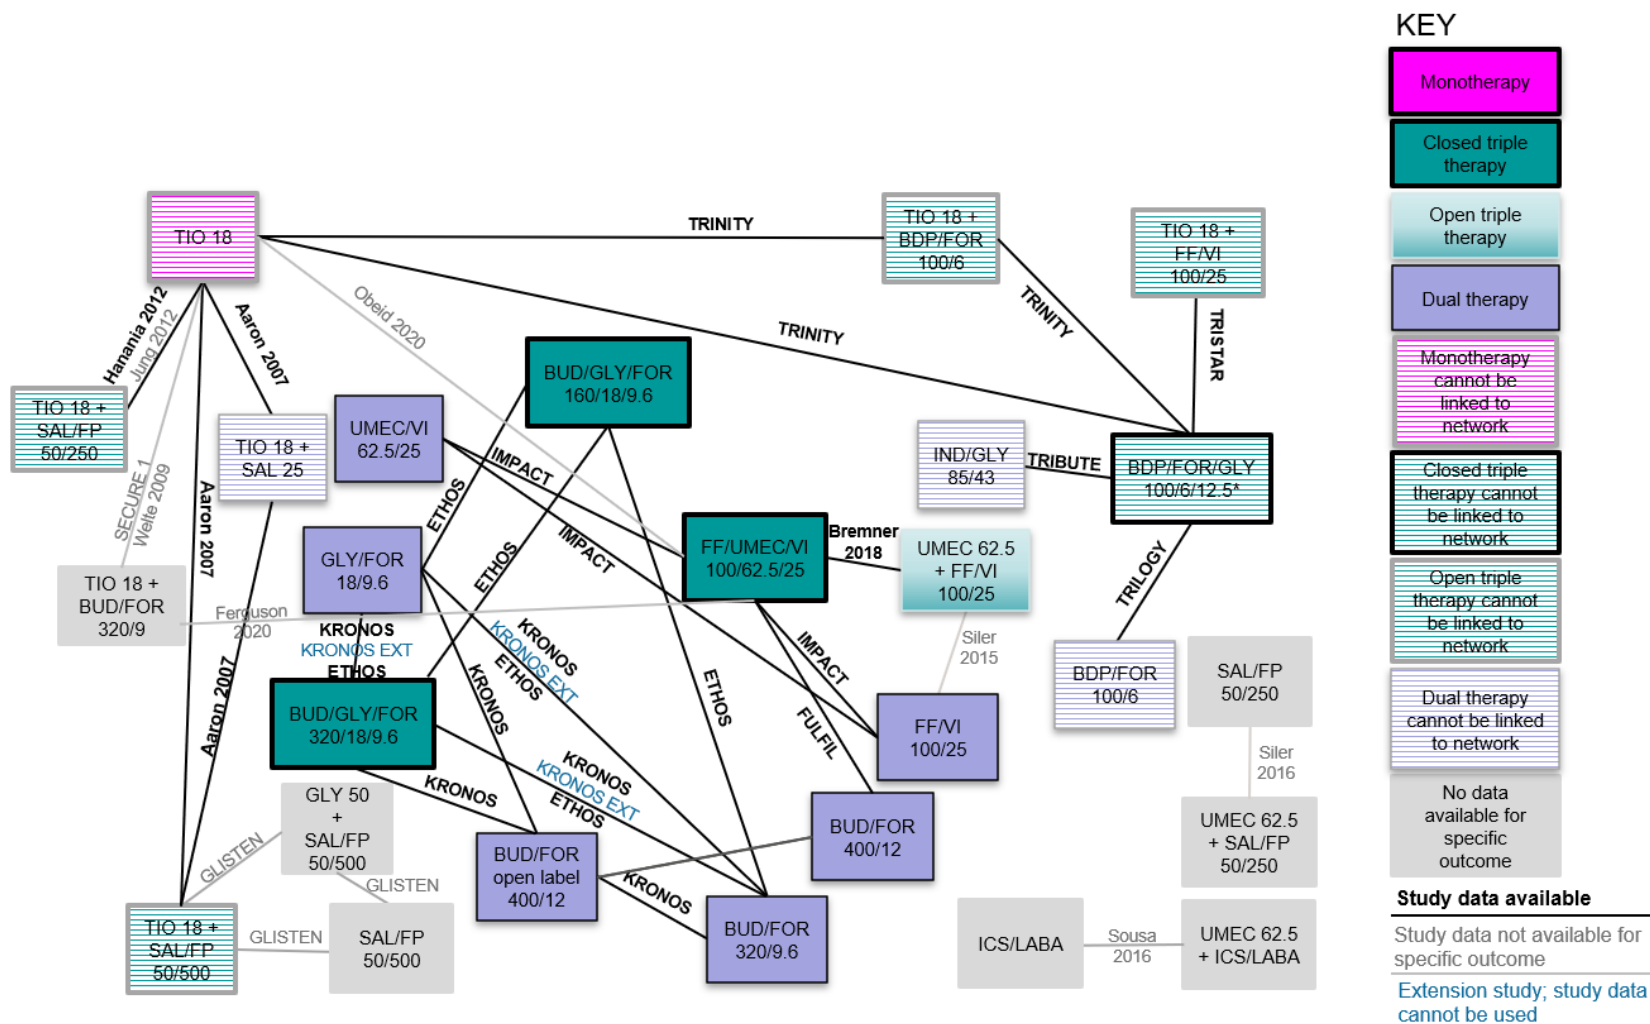 KEY
Monotherapy
Closed triple
therapy
Open triple
therapy
Dual therapy
Monotherapy
cannot be
linked to
network
Closed triple
therapy cannot
be linked to
network
Open triple
therapy cannot
be linked to
network
Dual therapy
cannot be linked
to network
No data
available for
specific
outcome
Study data available
Study data not available for
specific outcome
Extension study; study data
cannot be used
TIO 18
TRINITY
TIO 18 +
BDP/FOR
100/6
TIO 18 +
FF/VI
100/25
TRINITY
TRINITY
TRISTAR
Obeid 2020
Hanania 2012
Jung 2012
Aaron 2007
TIO 18 +
SAL/FP
50/250
TIO 18 +
SAL 25
UMEC/VI
62.5/25
BUD/GLY/FOR
160/18/9.6
IND/GLY
85/43
TRIBUTE
BDP/FOR/GLY
100/6/12.5*
SECURE 1
Welte 2009
Aaron 2007
IMPACT
ETHOS
IMPACT
ETHOS
GLY/FOR
18/9.6
FF/UMEC/VI
100/62.5/25
Bremner
2018
UMEC 62.5
+ FF/VI
100/25
TRILOGY
TIO 18 +
BUD/FOR
320/9
Ferguson
2020
KRONOS
KRONOS EXT
ETHOS
KRONOS
KRONOS EXT
ETHOS
KRONOS
ETHOS
IMPACT
FULFIL
Siler
2015
BDP/FOR
100/6
SAL/FP
50/250
Aaron 2007
BUD/GLY/FOR
320/18/9.6
FF/VI
100/25
KRONOS
KRONOS
KRONOS EXT
ETHOS
Siler
2016
GLY 50
+
SAL/FP
50/500
GLISTEN
GLISTEN
BUD/FOR
open label
400/12
BUD/FOR
400/12
UMEC 62.5
+ SAL/FP
50/250
KRONOS
TIO 18 +
SAL/FP
50/500
GLISTEN
SAL/FP
50/500
BUD/FOR
320/9.6
ICS/LABA
Sousa
2016
UMEC 62.5
+ ICS/LABA